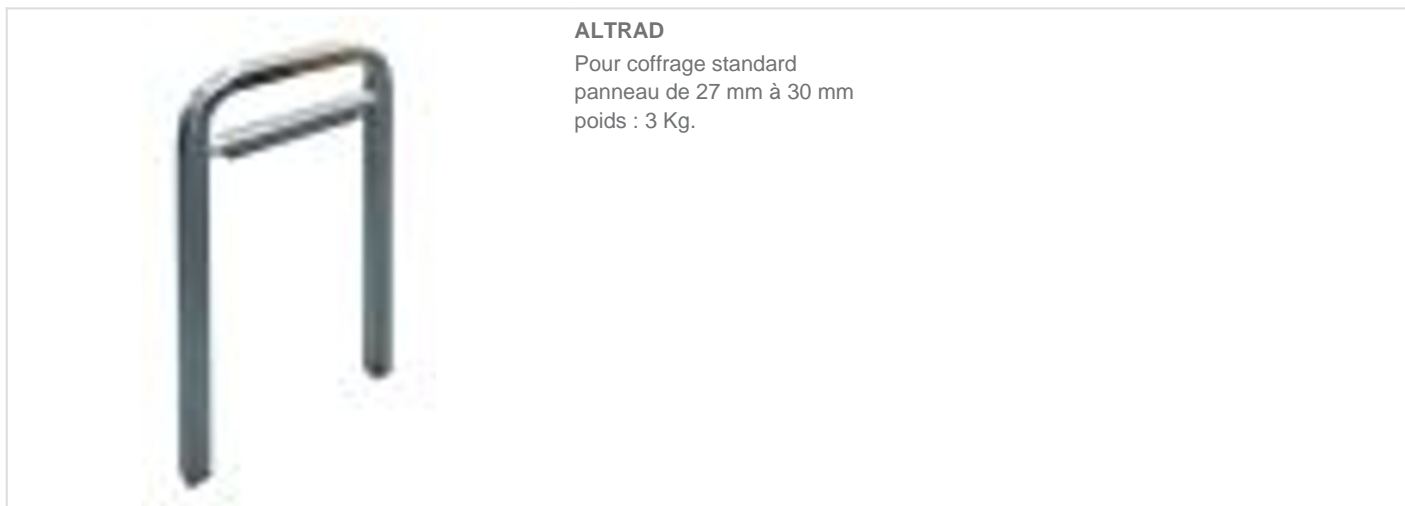 ALTRAD
Pour coffrage standard
panneau de 27 mm à 30 mm
poids : 3 Kg.